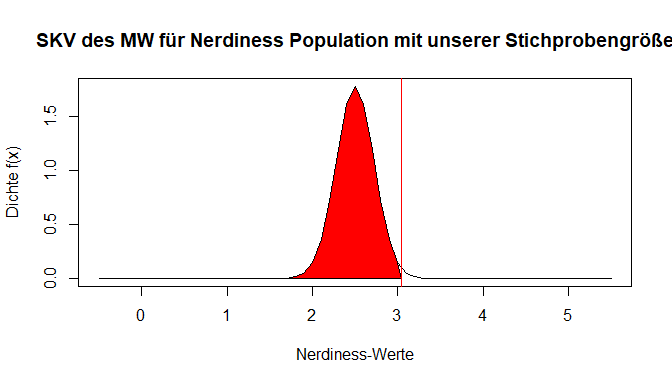 SKV des MW für Nerdiness Population mit unserer Stichprobengröße
Dichte f(x)
1.5
1.0
0.5
0.0
0 1 2 3 4 5
Nerdiness-Werte